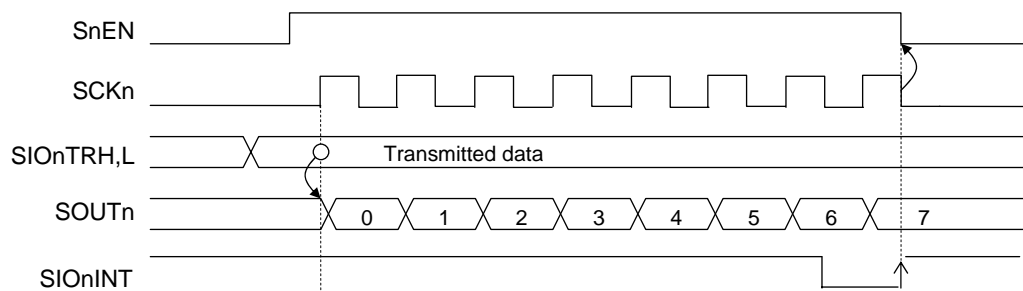 SnEN
SCKn
SIOnTRH,L Transmitted data
SOUTn 0 1 2 3 4 5 6 7
SIOnINT